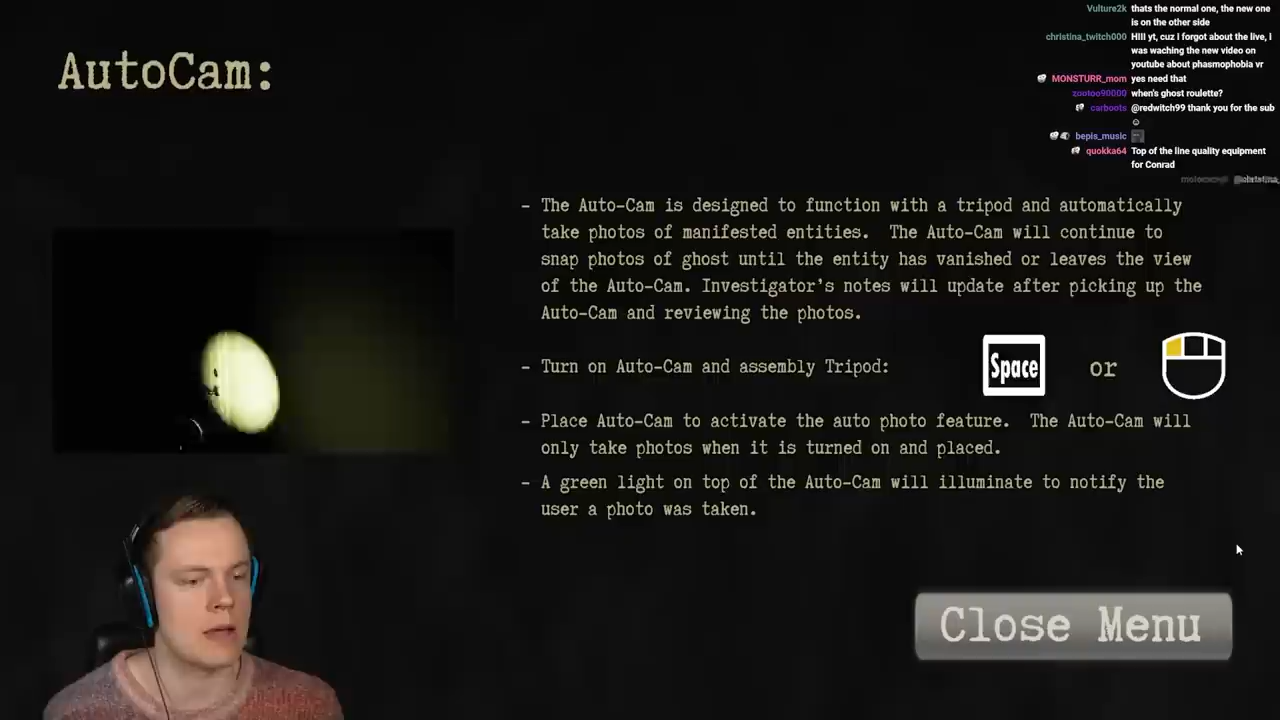 AutoCam:
Vulture2k thats the normal one, the new one
is on the other side
christina_twitch000 HIII yt, cuz I forgot about the live, I
was waching the new video on
youtube about phasmophobia vr
MONSTURR_mom yes need that
zootoo90000 when's ghost roulette?
carboots @redwitch99 thank you for the sub
bepis_music
quokka64 Top of the line quality equipment
for Conrad
- The Auto-Cam is designed to function with a tripod and automatically
take photos of manifested entities. The Auto-Cam will continue to
snap photos of ghost until the entity has vanished or leaves the view
of the Auto-Cam. Investigator's notes will update after picking up the
Auto-Cam and reviewing the photos.
- Turn on Auto-Cam and assembly Tripod: Space or
- Place Auto-Cam to activate the auto photo feature. The Auto-Cam will
only take photos when it is turned on and placed.
- A green light on top of the Auto-Cam will illuminate to notify the
user a photo was taken.
Close Menu